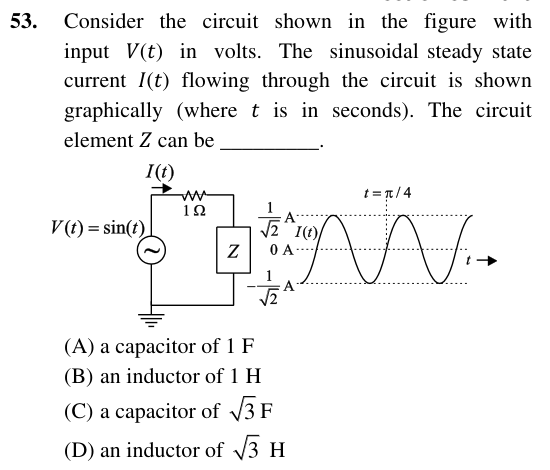 53. Consider the circuit shown in the figure with
input V(t) in volts. The sinusoidal steady state
current I(t) flowing through the circuit is shown
graphically (where t is in seconds). The circuit
element Z can be ________.
I(t)
t = π/4
1 Ω
1/√2 A
V(t) = sin(t)
I(t)
Z
0 A
t
-1/√2 A
(A) a capacitor of 1 F
(B) an inductor of 1 H
(C) a capacitor of √3 F
(D) an inductor of √3 H